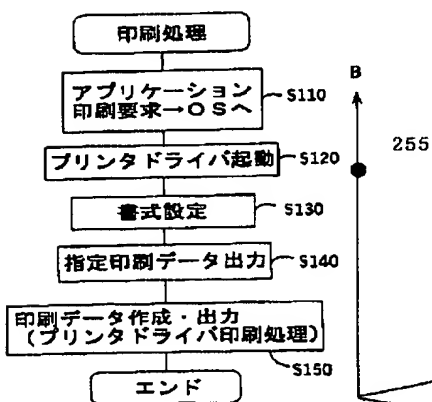 印刷処理
アプリケーション
印刷要求→OSへ
S110
プリンタドライバ起動
S120
書式設定
S130
指定印刷データ出力
S140
印刷データ作成・出力
(プリンタドライバ印刷処理)
S150
エンド
B
255